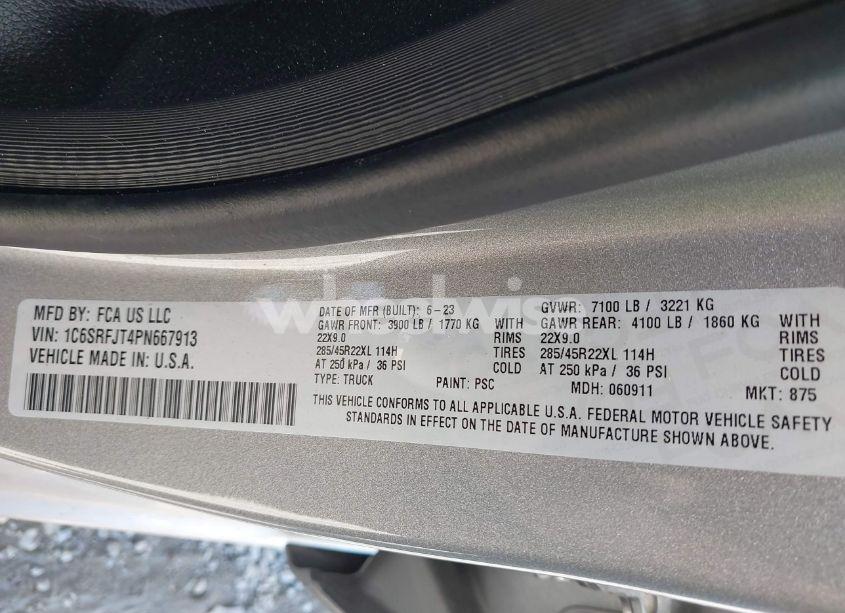 MFD BY: FCA US LLC
VIN: 1C6SRFJT4PN667913
VEHICLE MADE IN: U.S.A.
DATE OF MFR (BUILT): 6-23 GVWR: 7100 LB / 3221 KG
GAWR FRONT: 3900 LB / 1770 KG WITH GAWR REAR: 4100 LB / 1860 KG WITH
22X9.0 RIMS 22X9.0 RIMS
285/45R22XL 114H TIRES 285/45R22XL 114H TIRES
AT 250 kPa / 36 PSI COLD AT 250 kPa / 36 PSI COLD
TYPE: TRUCK PAINT: PSC MDH: 060911 MKT: 875
THIS VEHICLE CONFORMS TO ALL APPLICABLE U.S.A. FEDERAL MOTOR VEHICLE SAFETY
STANDARDS IN EFFECT ON THE DATE OF MANUFACTURE SHOWN ABOVE.